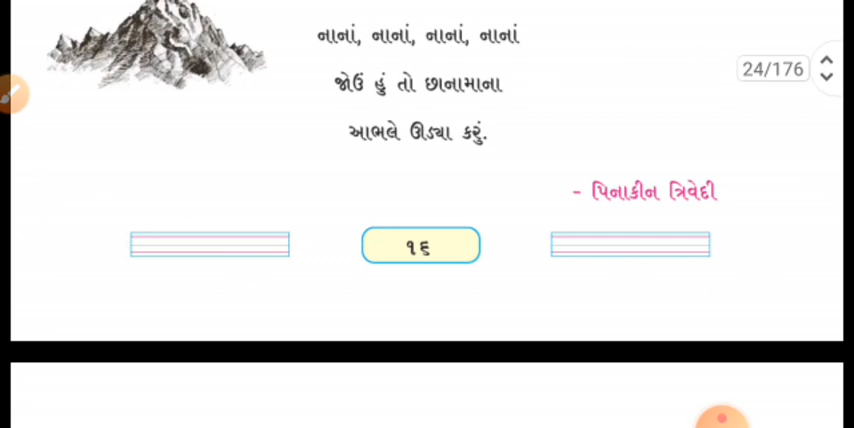 નાનાં, નાનાં, નાનાં, નાનાં
24/176
જોઉં હું તો છાનામાના
આભલે ઊડ્યા કરું.
- પિનાકીન ત્રિવેદી
૧૬